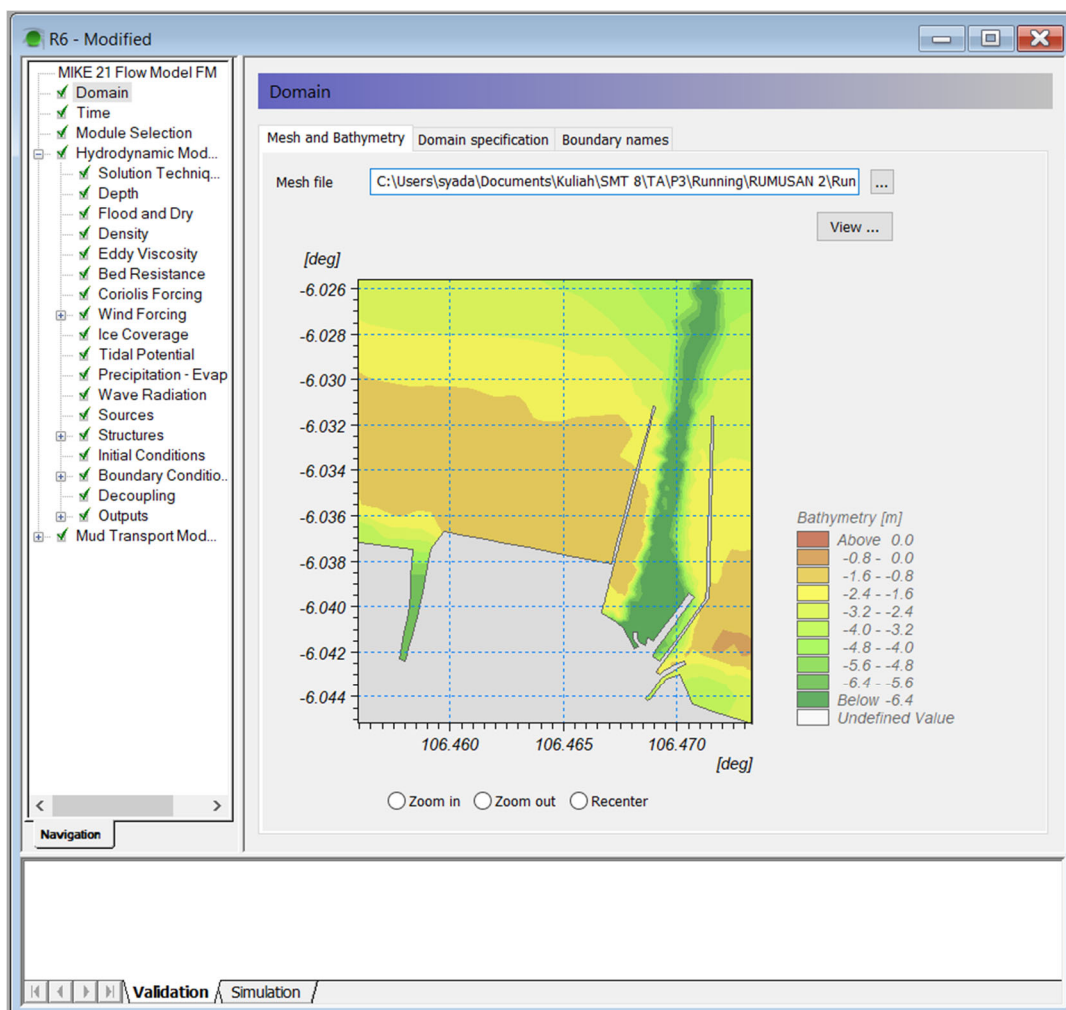 R6 - Modified
MIKE 21 Flow Model FM
Domain
Time
Module Selection
Hydrodynamic Mod...
Solution Techniq...
Depth
Flood and Dry
Density
Eddy Viscosity
Bed Resistance
Coriolis Forcing
Wind Forcing
Ice Coverage
Tidal Potential
Precipitation - Evap
Wave Radiation
Sources
Structures
Initial Conditions
Boundary Conditio..
Decoupling
Outputs
Mud Transport Mod...
Navigation
Domain
Mesh and Bathymetry Domain specification Boundary names
Mesh file C:\Users\syada\Documents\Kuliah\SMT 8\TA\P3\Running\RUMUSAN 2\Run ...
View ...
[deg]
-6.026
-6.028
-6.030
-6.032
-6.034
-6.036
-6.038
-6.040
-6.042
-6.044
106.460 106.465 106.470
[deg]
Bathymetry [m]
Above 0.0
-0.8 - 0.0
-1.6 - -0.8
-2.4 - -1.6
-3.2 - -2.4
-4.0 - -3.2
-4.8 - -4.0
-5.6 - -4.8
-6.4 - -5.6
Below -6.4
Undefined Value
Zoom in Zoom out Recenter
Validation Simulation